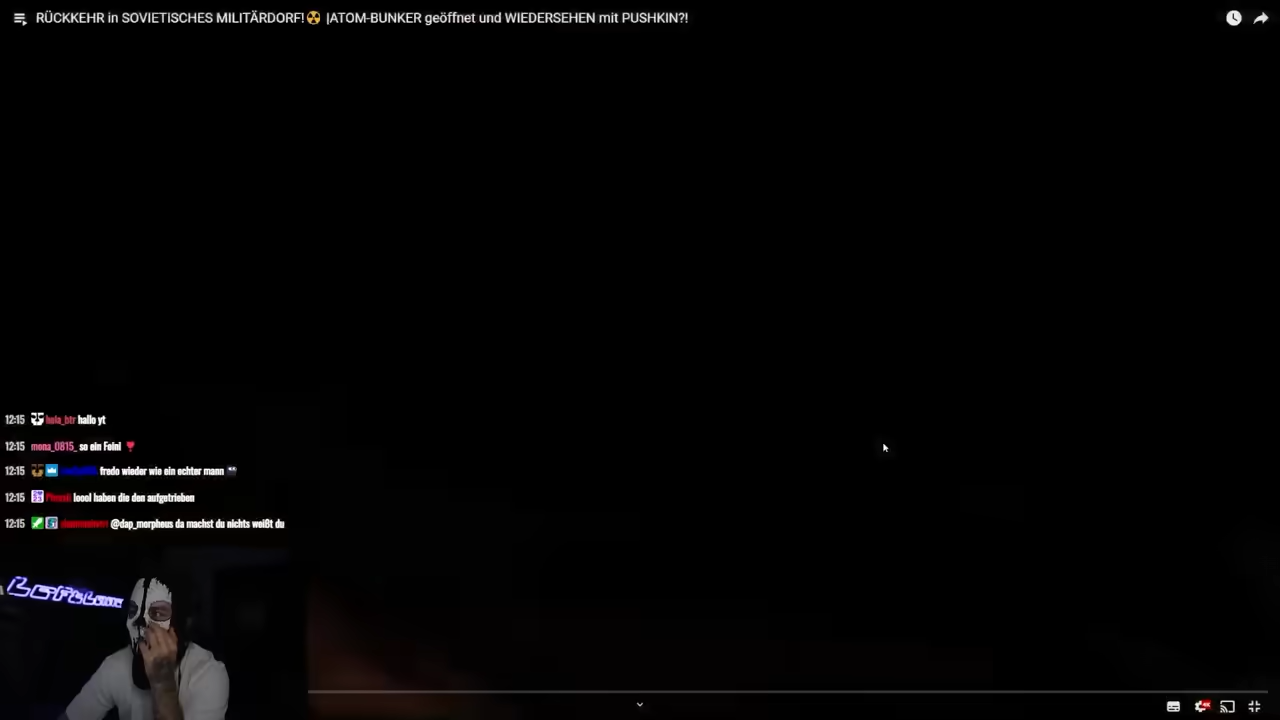 RÜCKKEHR in SOVIETISCHES MILITÄRDORF!☢ |ATOM-BUNKER geöffnet und WIEDERSEHEN mit PUSHKIN?!
12:15 hola_btr hallo yt
12:15 mona_0815_ so ein Feini
12:15 fredo wieder wie ein echter mann
12:15 loool haben die den aufgetrieben
12:15 @dap_morpheus da machst du nichts weißt du